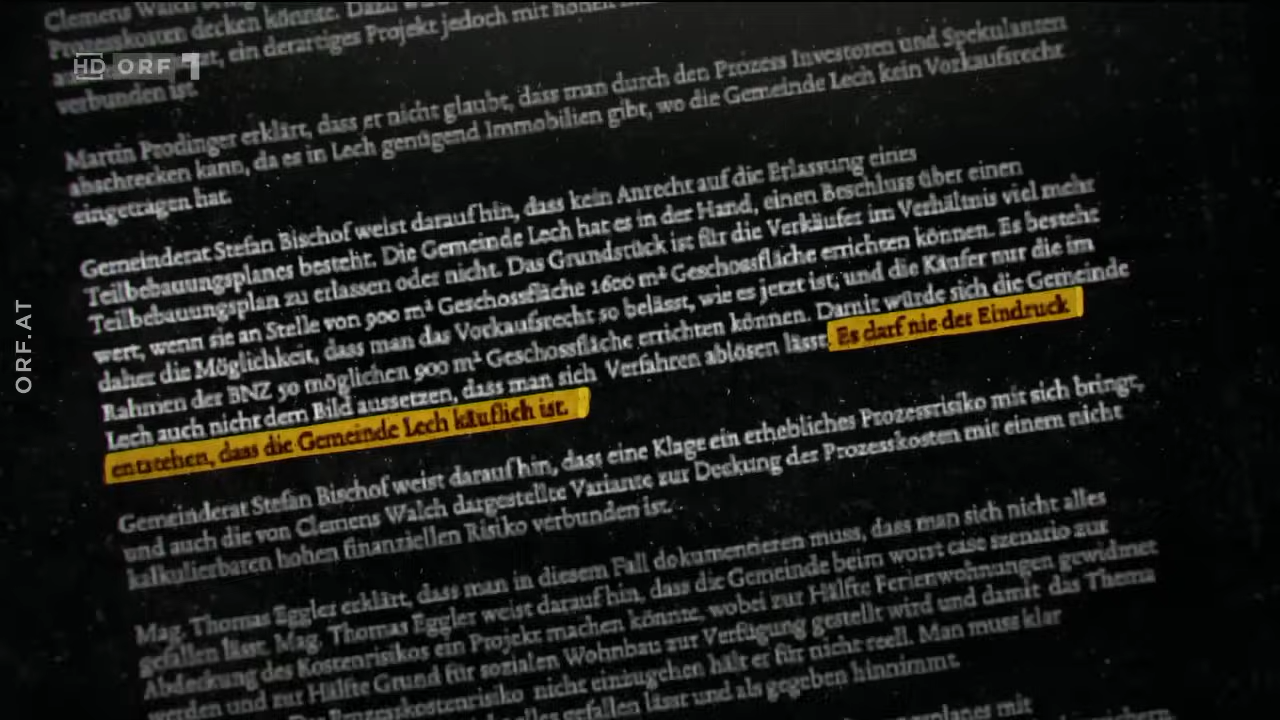 Clemens Walch
Prozesskosten decken könnte. Dazu
ein derartiges Projekt jedoch mit hohen
verbunden ist.
HD ORF 1
Martin Prodinger erklärt, dass er nicht glaubt, dass man durch den Prozess Investoren und Spekulanten
abschrecken kann, da es in Lech genügend Immobilien gibt, wo die Gemeinde Lech kein Vorkaufsrecht
eingetragen hat.
Gemeinderat Stefan Bischof weist darauf hin, dass kein Anrecht auf die Erlassung eines
Teilbebauungsplanes besteht. Die Gemeinde Lech hat es in der Hand, einen Beschluss über einen
Teilbebauungsplan zu erlassen oder nicht. Das Grundstück ist für die Verkäufer im Verhältnis viel mehr
wert, wenn sie an Stelle von 900 m² Geschossfläche 1600 m² Geschossfläche errichten können. Es besteht
daher die Möglichkeit, dass man das Vorkaufsrecht so belässt, wie es jetzt ist, und die Käufer nur die im
Rahmen der BNZ 50 möglichen 900 m² Geschossfläche errichten können. Damit würde sich die Gemeinde
Lech auch nicht dem Bild aussetzen, dass man sich Verfahren ablösen lässt. Es darf nie der Eindruck
entstehen, dass die Gemeinde Lech käuflich ist.
Gemeinderat Stefan Bischof weist darauf hin, dass eine Klage ein erhebliches Prozessrisiko mit sich bringt,
und auch die von Clemens Walch dargestellte Variante zur Deckung der Prozesskosten mit einem nicht
kalkulierbaren hohen finanziellen Risiko verbunden ist.
Mag. Thomas Eggler erklärt, dass man in diesem Fall dokumentieren muss, dass man sich nicht alles
gefallen lässt. Mag. Thomas Eggler weist darauf hin, dass die Gemeinde beim worst case szenario zur
Abdeckung des Kostenrisikos ein Projekt machen könnte, wobei zur Hälfte Ferienwohnungen gewidmet
werden und zur Hälfte Grund für sozialen Wohnbau zur Verfügung gestellt wird und damit das Thema
Prozesskostenrisiko nicht einzugehen hält er für nicht reell. Man muss klar
alles gefallen lässt und als gegeben hinnimmt.
mit
ORF.AT